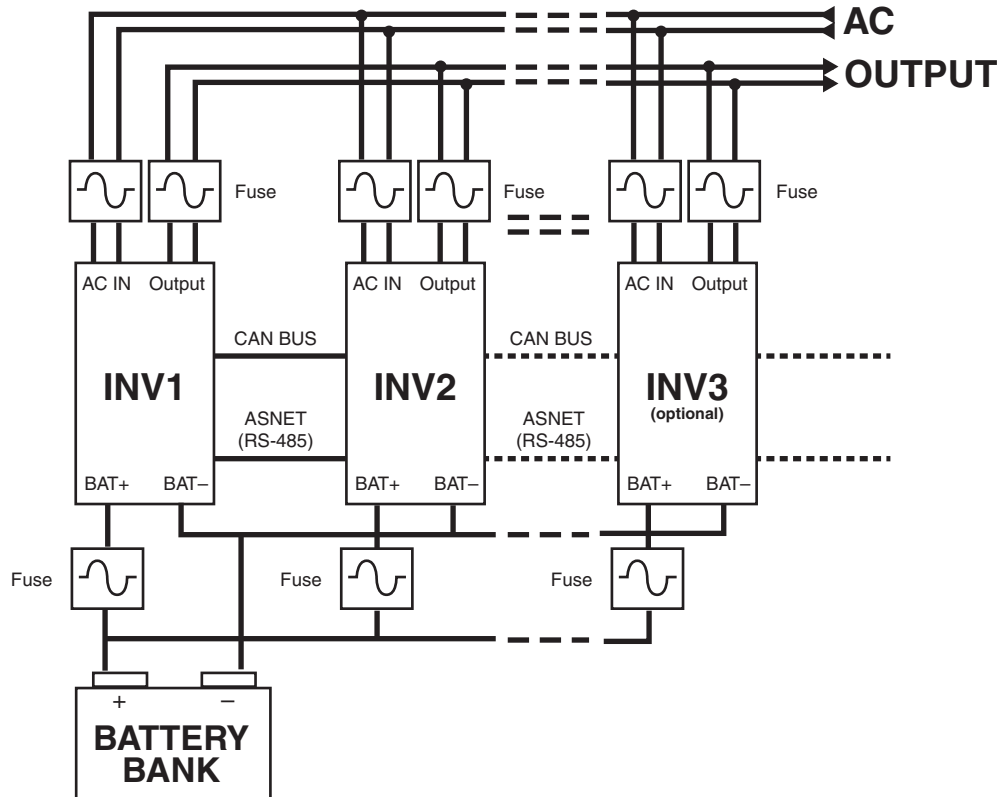 AC
OUTPUT
Fuse
Fuse
Fuse
AC IN Output
AC IN Output
AC IN Output
CAN BUS
CAN BUS
INV1
INV2
INV3
(optional)
ASNET
(RS-485)
ASNET
(RS-485)
BAT+ BAT–
BAT+ BAT–
BAT+ BAT–
Fuse
Fuse
Fuse
+ –
BATTERY
BANK